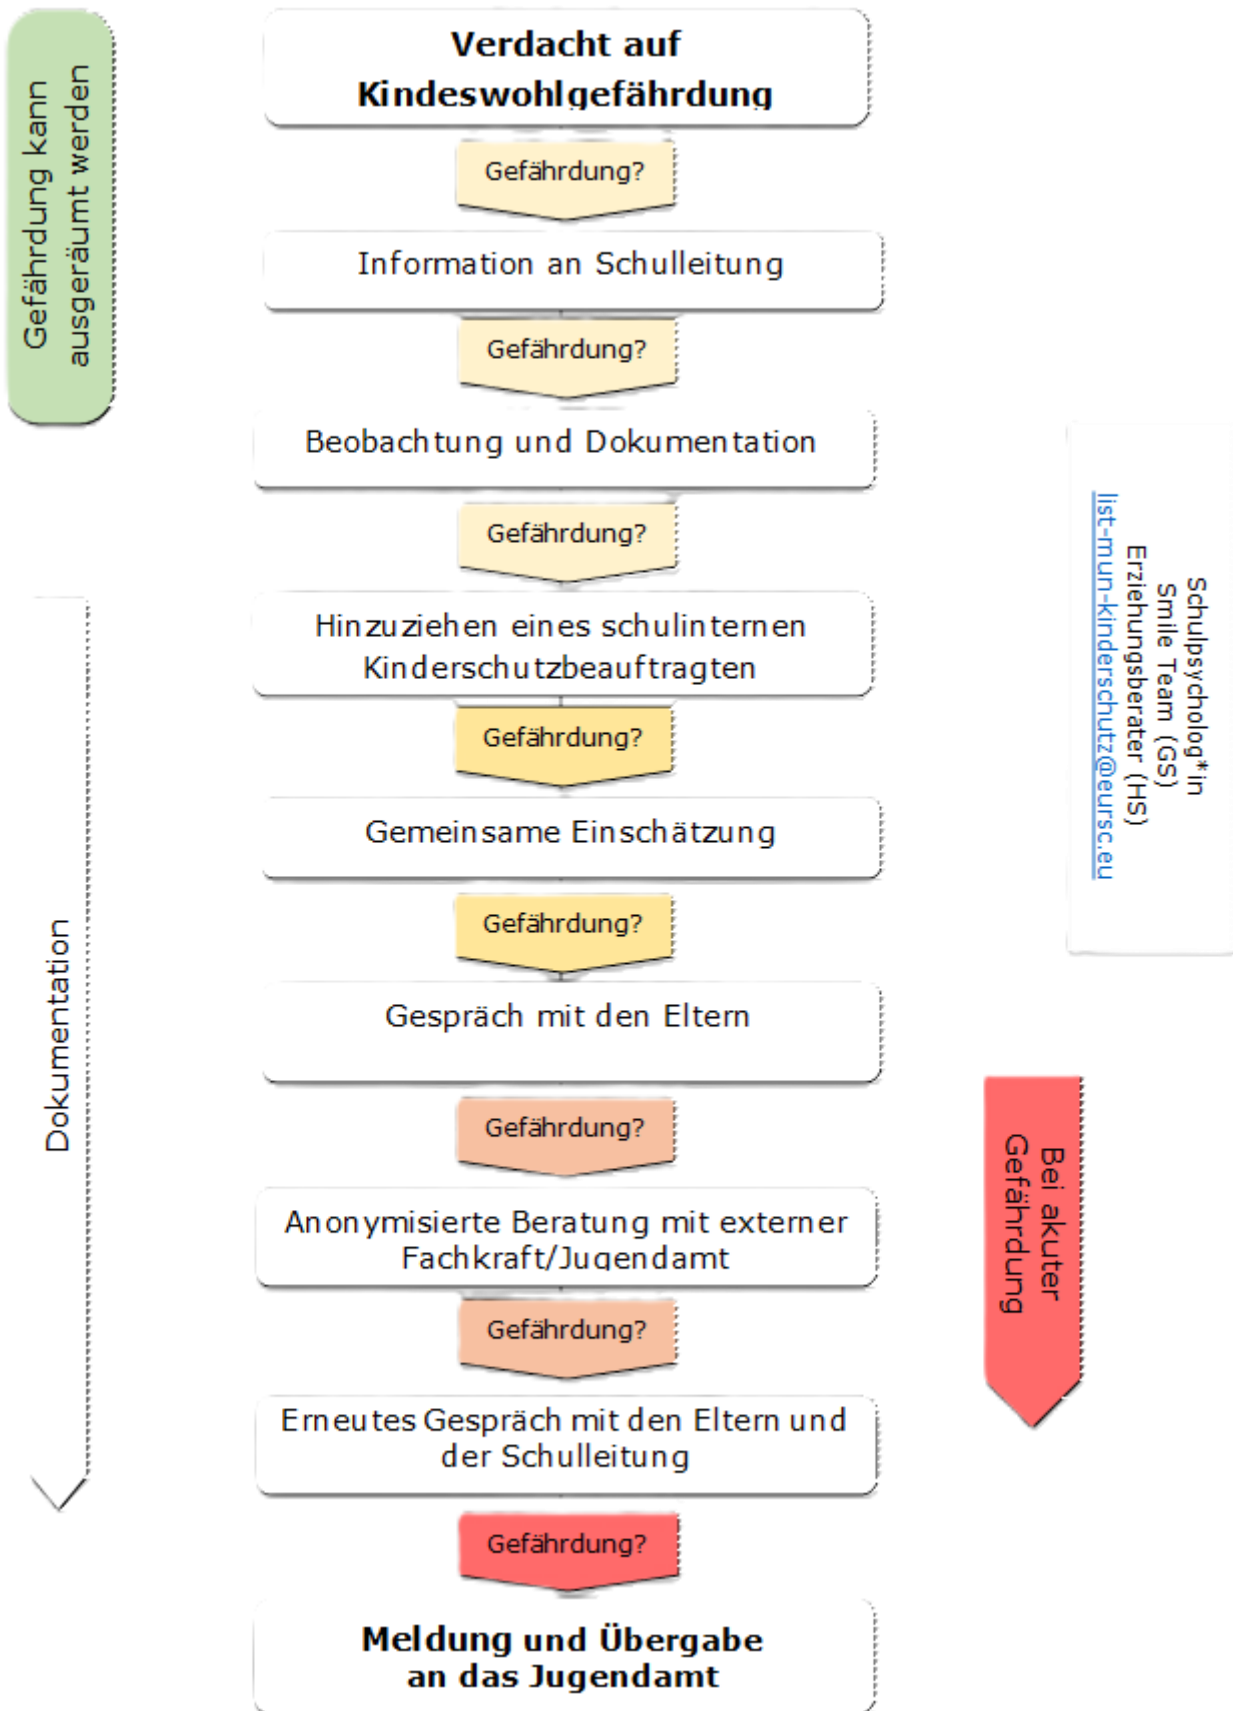 Verdacht auf
Kindeswohlgefährdung
Gefährdung?
Information an Schulleitung
Gefährdung?
Beobachtung und Dokumentation
Gefährdung?
Hinzuziehen eines schulinternen
Kinderschutzbeauftragten
Gefährdung?
Gemeinsame Einschätzung
Gefährdung?
Gespräch mit den Eltern
Gefährdung?
Anonymisierte Beratung mit externer
Fachkraft/Jugendamt
Gefährdung?
Erneutes Gespräch mit den Eltern und
der Schulleitung
Gefährdung?
Meldung und Übergabe
an das Jugendamt
Gefährdung kann
ausgeräumt werden
Dokumentation
Schulpsycholog*in
Smile Team (GS)
Erziehungsberater (HS)
list-mun-kinderschutz@eursc.eu
Bei akuter
Gefährdung